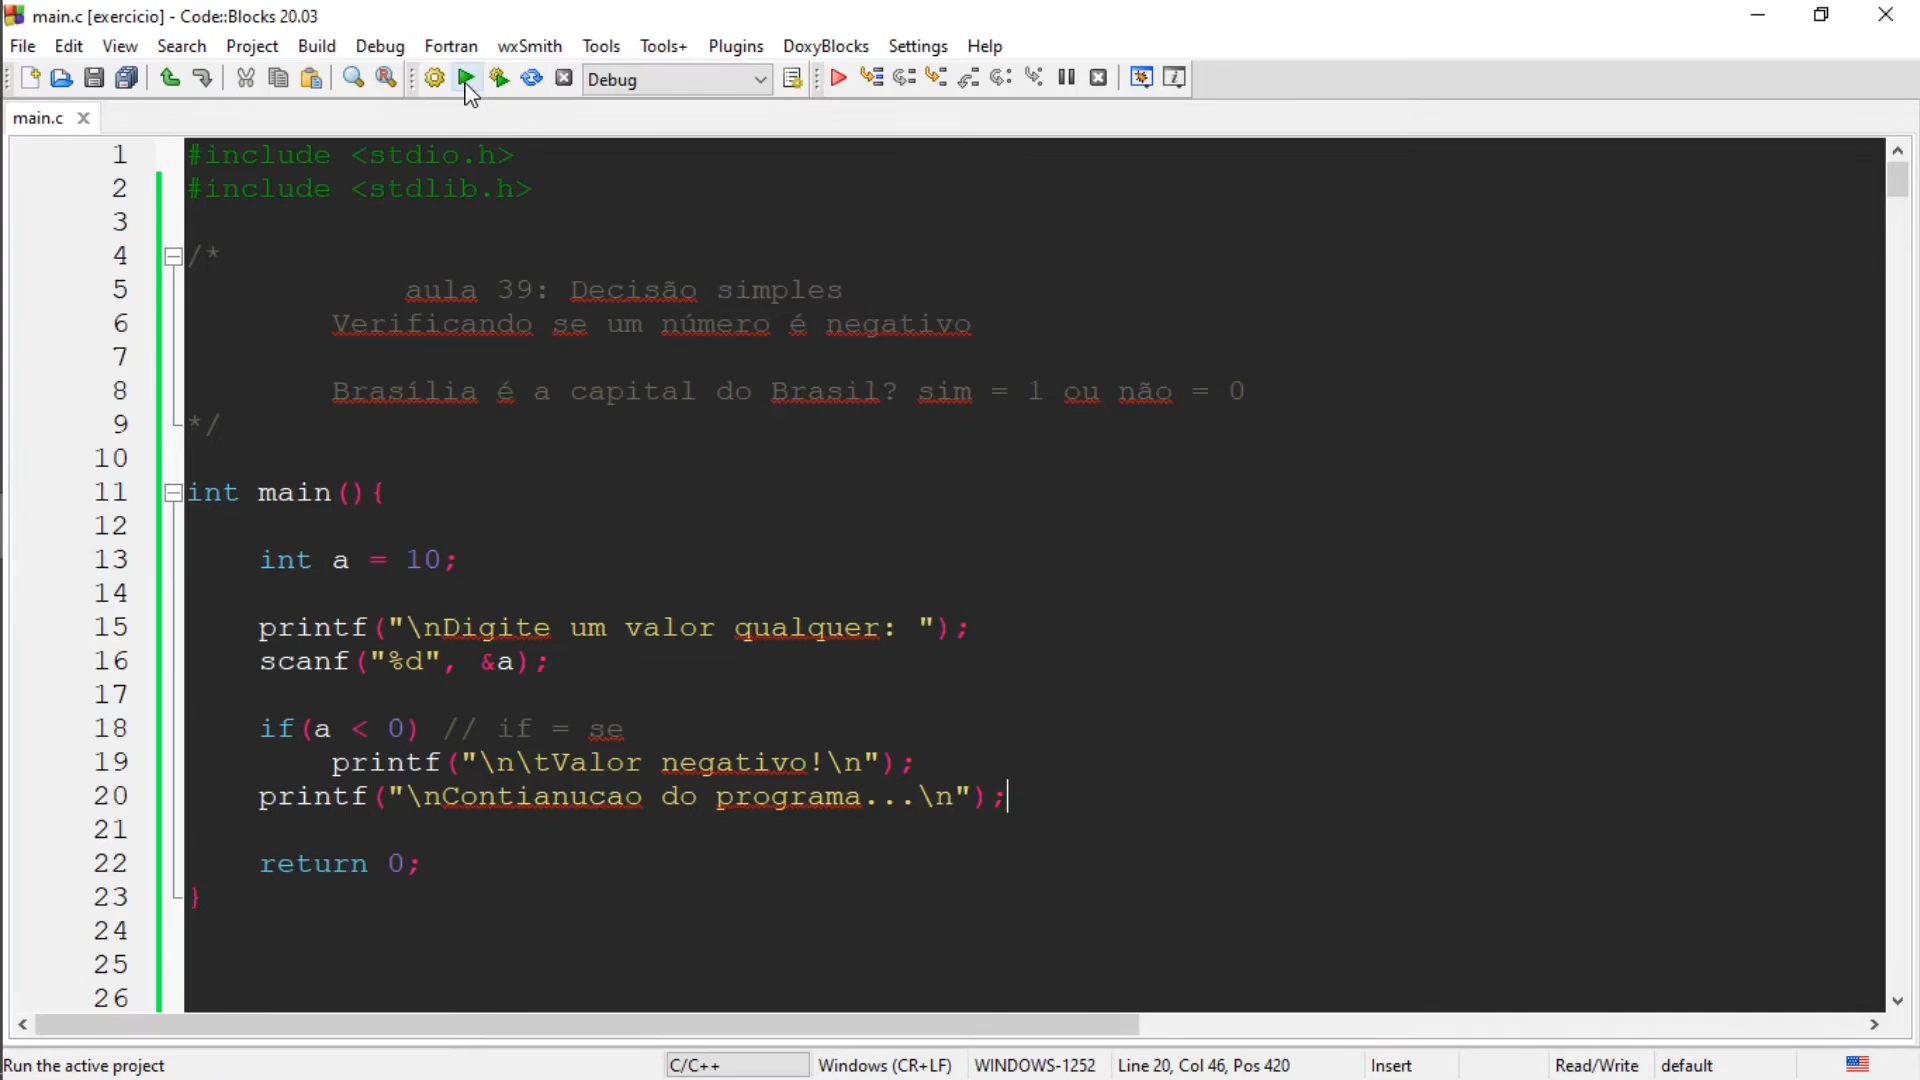 main.c [exercicio] - Code::Blocks 20.03
File Edit View Search Project Build Debug Fortran wxSmith Tools Tools+ Plugins DoxyBlocks Settings Help
Debug
main.c
1 #include <stdio.h>
2 #include <stdlib.h>
3
4 /*
5 aula 39: Decisão simples
6 Verificando se um número é negativo
7
8 Brasília é a capital do Brasil? sim = 1 ou não = 0
9 */
10
11 int main(){
12
13 int a = 10;
14
15 printf("\nDigite um valor qualquer: ");
16 scanf("%d", &a);
17
18 if(a < 0) // if = se
19 printf("\n\tValor negativo!\n");
20 printf("\nContianucao do programa...\n");
21
22 return 0;
23 }
24
25
26
Run the active project C/C++ Windows (CR+LF) WINDOWS-1252 Line 20, Col 46, Pos 420 Insert Read/Write default